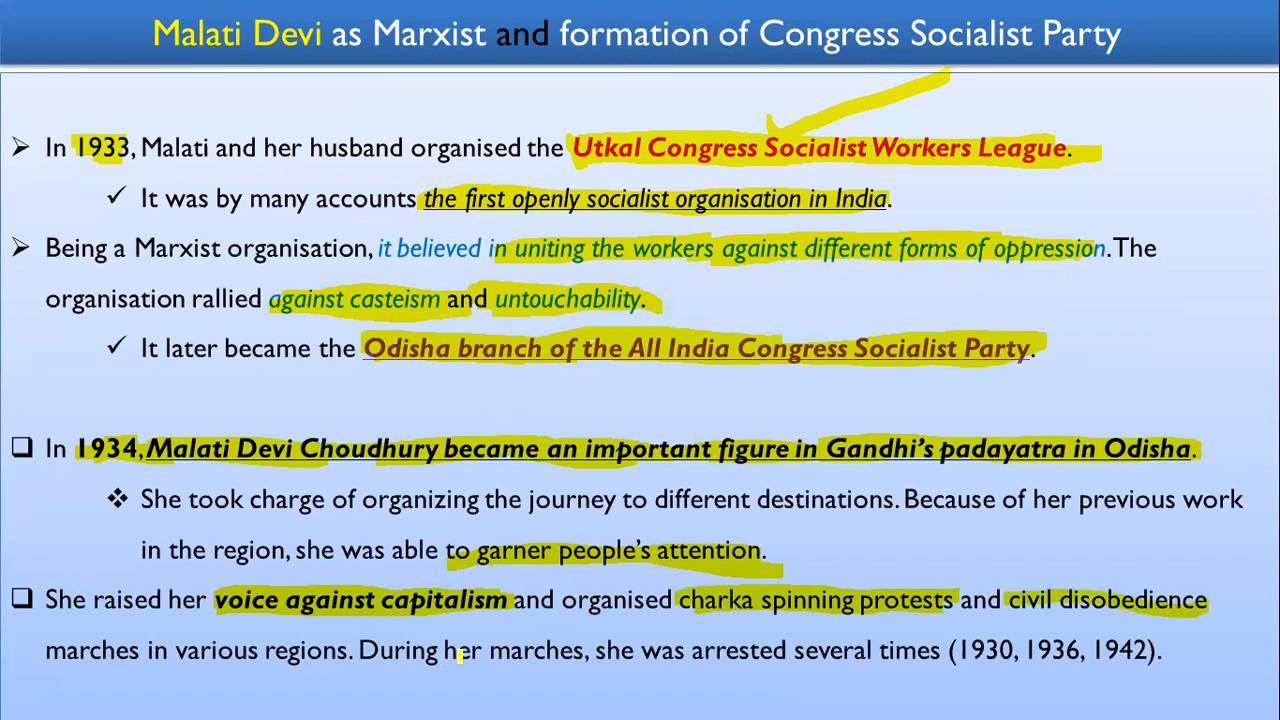 Malati Devi as Marxist and formation of Congress Socialist Party
➢ In 1933, Malati and her husband organised the Utkal Congress Socialist Workers League.
✓ It was by many accounts the first openly socialist organisation in India.
➢ Being a Marxist organisation, it believed in uniting the workers against different forms of oppression. The
organisation rallied against casteism and untouchability.
✓ It later became the Odisha branch of the All India Congress Socialist Party.
❑ In 1934, Malati Devi Choudhury became an important figure in Gandhi's padayatra in Odisha.
❖ She took charge of organizing the journey to different destinations. Because of her previous work
in the region, she was able to garner people's attention.
❑ She raised her voice against capitalism and organised charka spinning protests and civil disobedience
marches in various regions. During her marches, she was arrested several times (1930, 1936, 1942).